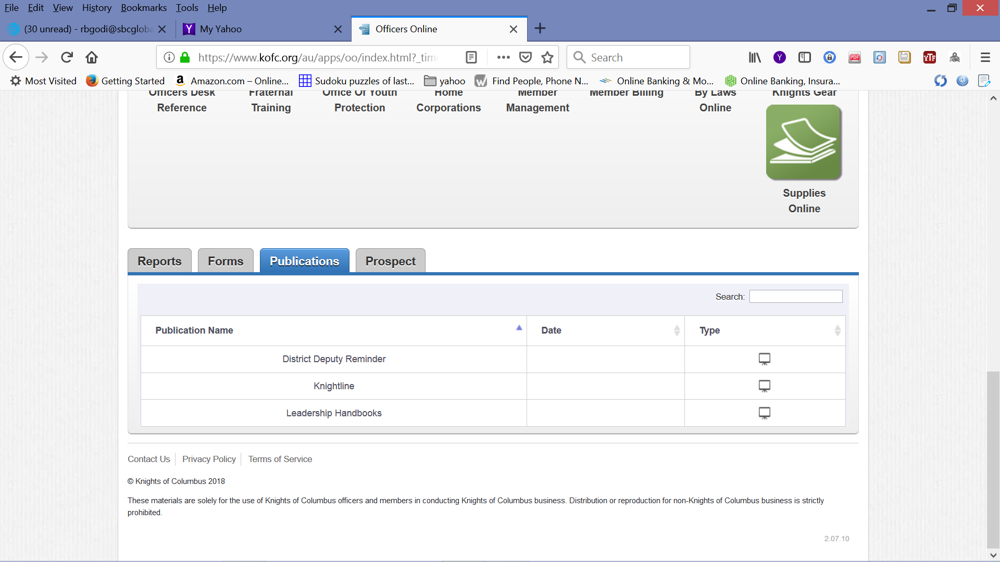 File Edit View History Bookmarks Tools Help
(30 unread) - rbgodi@sbcgloba
Y My Yahoo
Officers Online
https://www.kofc.org/au/apps/oo/index.html?_tim
Search
Y PDF YTF
Most Visited Getting Started a Amazon.com – Online... Sudoku puzzles of last... yahoo W Find People, Phone N... Online Banking & Mo... Online Banking, Insura...
Officers Desk Reference
Fraternal Training
Office Of Youth Protection
Home Corporations
Member Management
Member Billing
By Laws Online
Knights Gear
Supplies
Online
Reports Forms Publications Prospect
Search:
Publication Name Date Type
District Deputy Reminder
Knightline
Leadership Handbooks
Contact Us Privacy Policy Terms of Service
© Knights of Columbus 2018
These materials are solely for the use of Knights of Columbus officers and members in conducting Knights of Columbus business. Distribution or reproduction for non-Knights of Columbus business is strictly
prohibited.
2.07.10